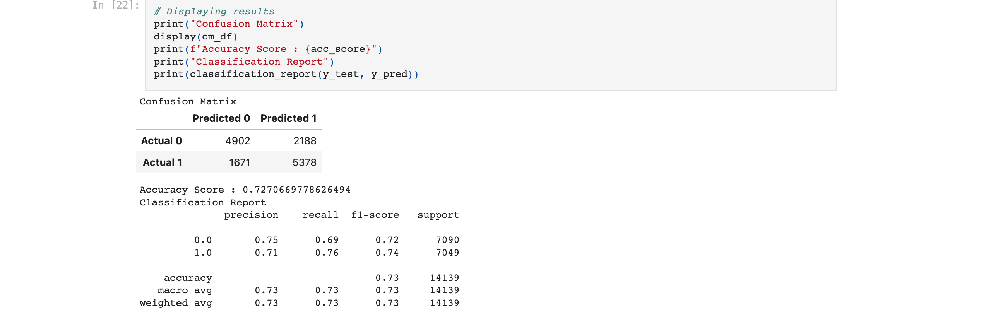 In [22]:
# Displaying results
print("Confusion Matrix")
display(cm_df)
print(f"Accuracy Score : {acc_score}")
print("Classification Report")
print(classification_report(y_test, y_pred))
Confusion Matrix
Predicted 0 Predicted 1
Actual 0 4902 2188
Actual 1 1671 5378
Accuracy Score : 0.7270669778626494
Classification Report
precision recall f1-score support
0.0 0.75 0.69 0.72 7090
1.0 0.71 0.76 0.74 7049
accuracy 0.73 14139
macro avg 0.73 0.73 0.73 14139
weighted avg 0.73 0.73 0.73 14139